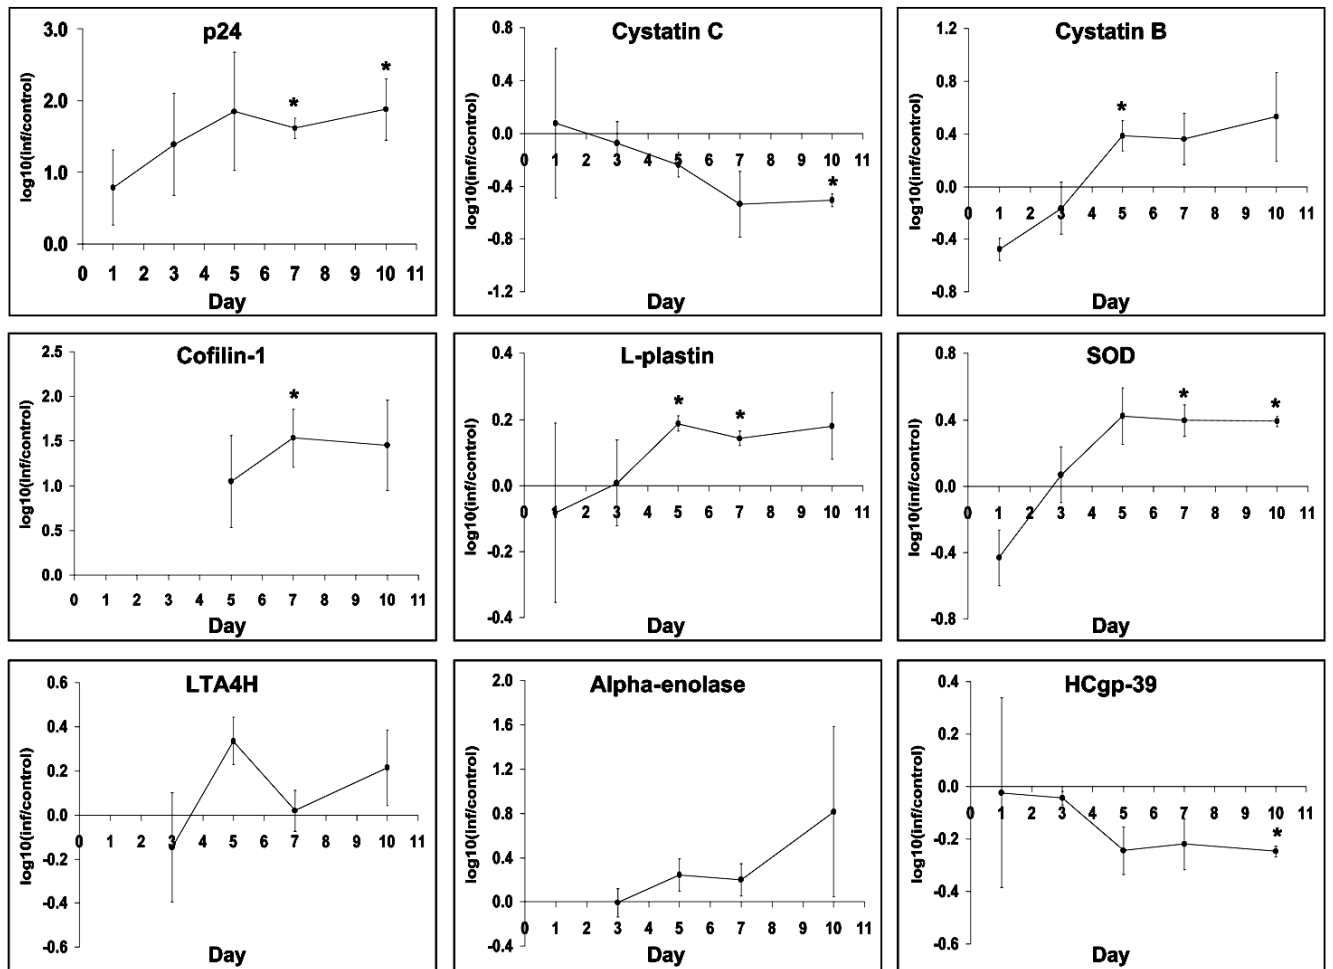 p24
log10(inf/control)
3.0
2.0
1.0
0.0
0 1 2 3 4 5 6 7 8 9 10 11
* *
Day
Cystatin C
log10(inf/control)
0.8
0.4
0.0
-0.4
-0.8
-1.2
0 1 2 3 4 5 6 7 8 9 10 11
*
Day
Cystatin B
log10(inf/control)
1.2
0.8
0.4
0.0
-0.4
-0.8
0 1 2 3 4 5 6 7 8 9 10 11
*
Day
Cofilin-1
log10(inf/control)
2.5
2.0
1.5
1.0
0.5
0.0
0 1 2 3 4 5 6 7 8 9 10 11
*
Day
L-plastin
log10(inf/control)
0.4
0.2
0.0
-0.2
-0.4
0 1 2 3 4 5 6 7 8 9 10 11
* *
Day
SOD
log10(inf/control)
0.8
0.4
0.0
-0.4
-0.8
0 1 2 3 4 5 6 7 8 9 10 11
* *
Day
LTA4H
log10(inf/control)
0.6
0.4
0.2
0.0
-0.2
-0.4
-0.6
0 1 2 3 4 5 6 7 8 9 10 11
Day
Alpha-enolase
log10(inf/control)
2.0
1.6
1.2
0.8
0.4
0.0
-0.4
0 1 2 3 4 5 6 7 8 9 10 11
Day
HCgp-39
log10(inf/control)
0.4
0.2
0.0
-0.2
-0.4
-0.6
0 1 2 3 4 5 6 7 8 9 10 11
*
Day